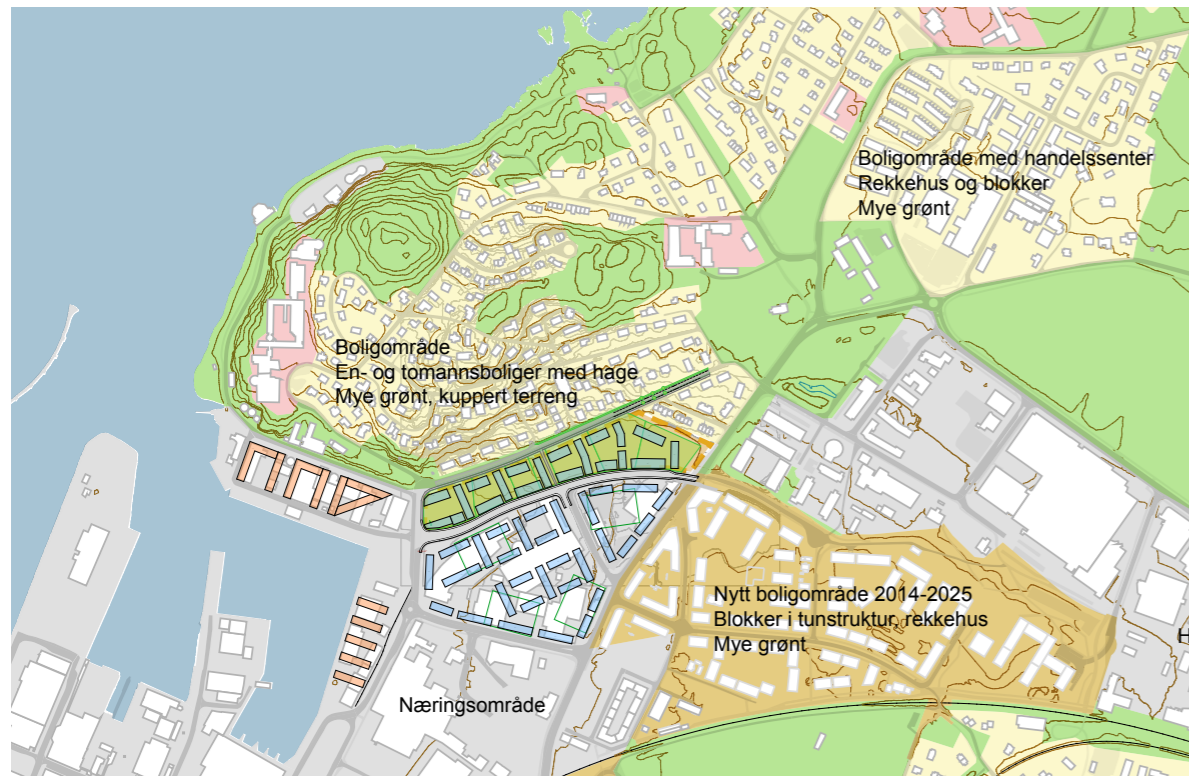 Boligområde med handelssenter
Rekkehus og blokker
Mye grønt
Boligområde
En- og tomannsboliger med hage
Mye grønt, kuppert terreng
Nytt boligområde 2014-2025
Blokker i tunstruktur, rekkehus
Mye grønt
H
Næringsområde